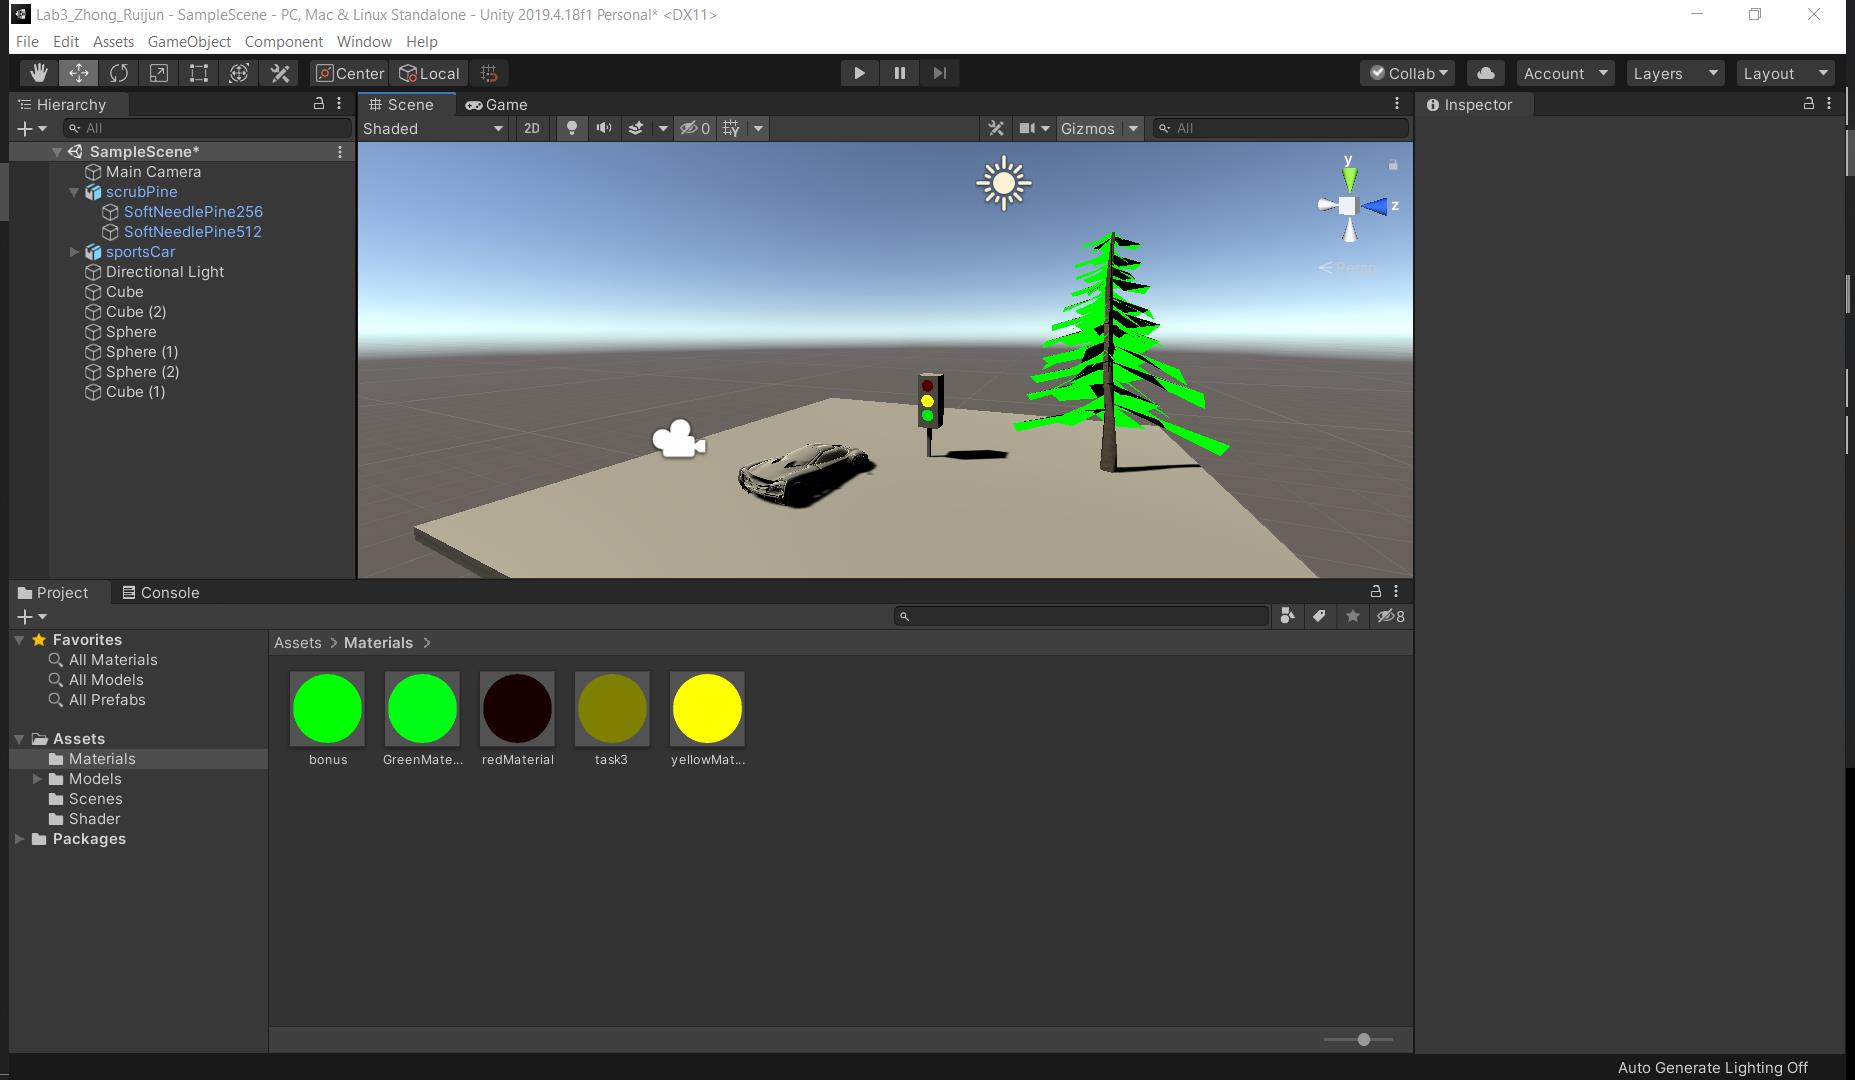 Lab3_Zhong_Ruijun - SampleScene - PC, Mac & Linux Standalone - Unity 2019.4.18f1 Personal* <DX11>
File Edit Assets GameObject Component Window Help
Center Local Collab Account Layers Layout
Hierarchy
All
SampleScene*
Main Camera
scrubPine
SoftNeedlePine256
SoftNeedlePine512
sportsCar
Directional Light
Cube
Cube (2)
Sphere
Sphere (1)
Sphere (2)
Cube (1)
Scene Game
Shaded 2D 0 Gizmos All
y
z
Persp
Inspector
Project Console
8
Favorites
All Materials
All Models
All Prefabs
Assets
Materials
Models
Scenes
Shader
Packages
Assets > Materials >
bonus GreenMate... redMaterial task3 yellowMat...
Auto Generate Lighting Off